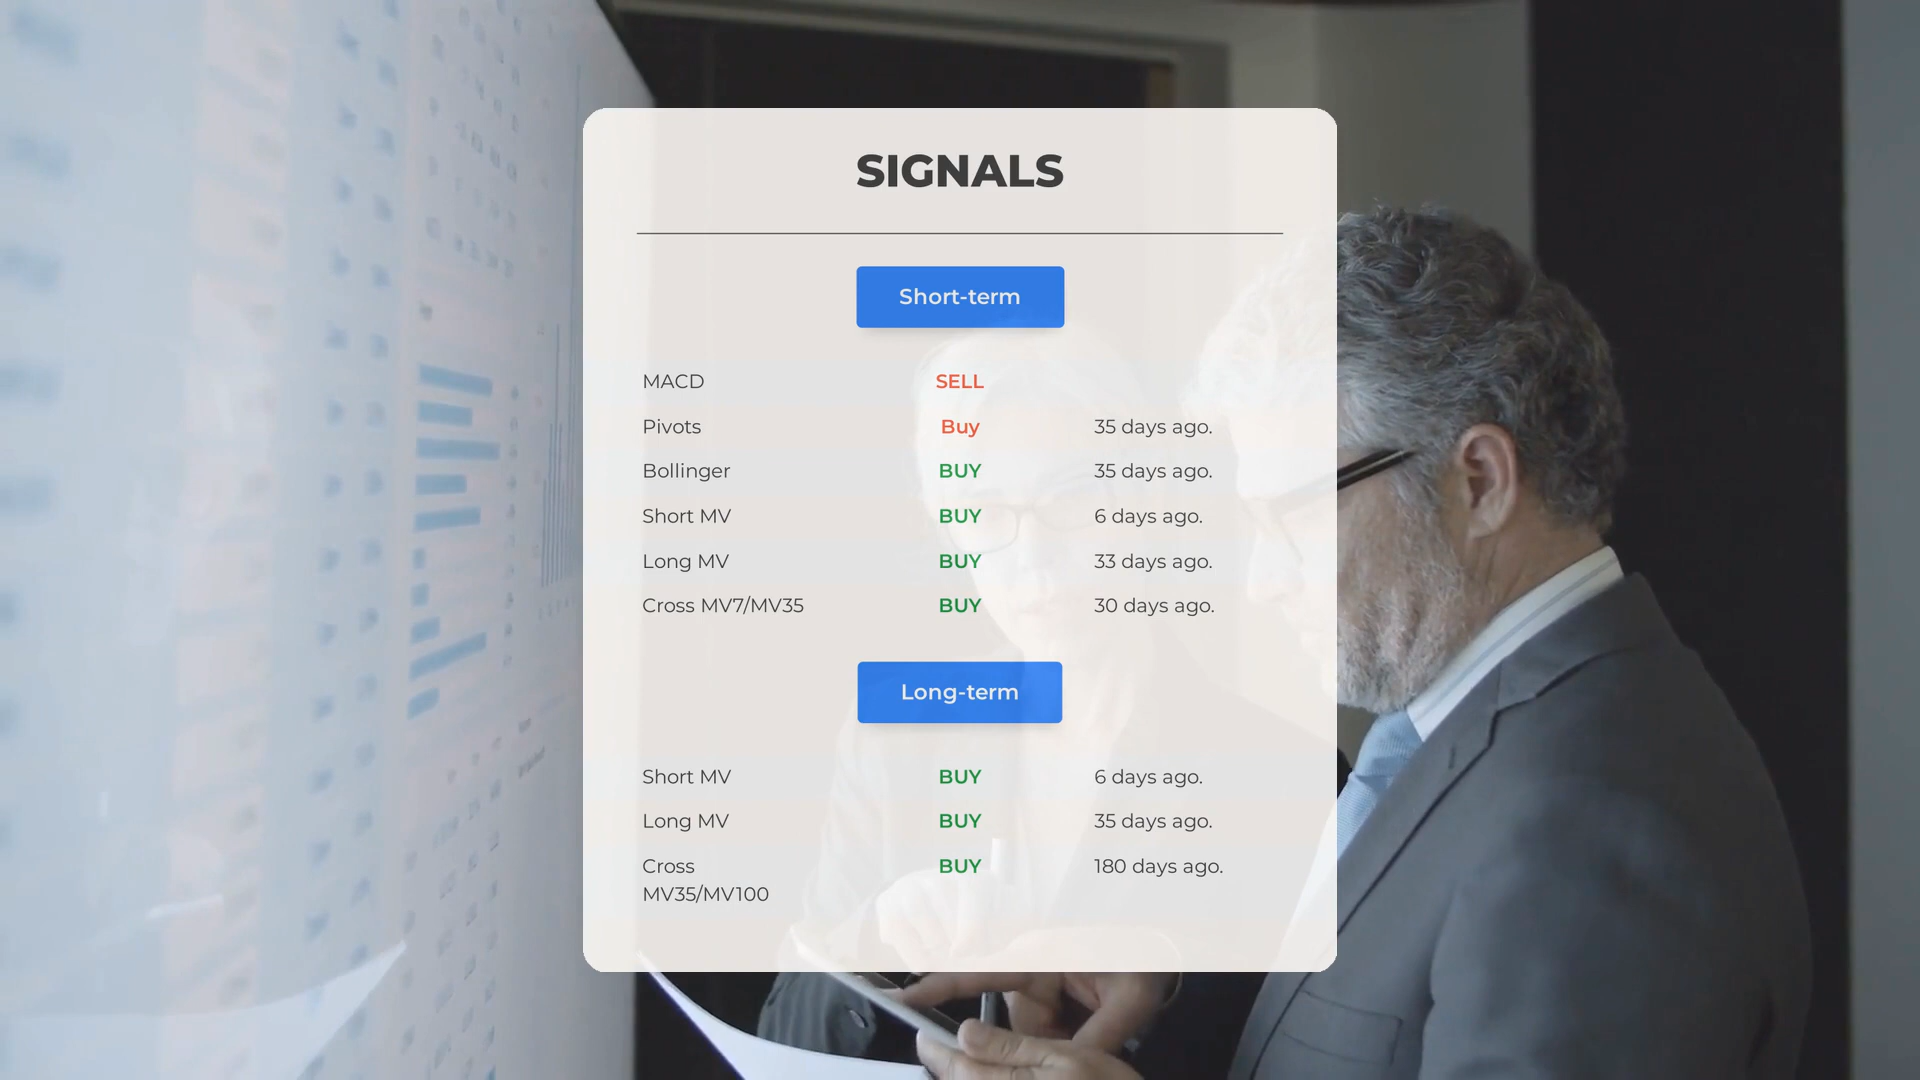 SIGNALS
Short-term
MACD SELL
Pivots Buy 35 days ago.
Bollinger BUY 35 days ago.
Short MV BUY 6 days ago.
Long MV BUY 33 days ago.
Cross MV7/MV35 BUY 30 days ago.
Long-term
Short MV BUY 6 days ago.
Long MV BUY 35 days ago.
Cross BUY 180 days ago.
MV35/MV100